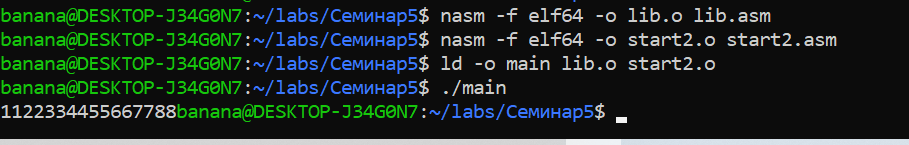 banana@DESKTOP-J34G0N7:~/labs/Семинар5$ nasm -f elf64 -o lib.o lib.asm
banana@DESKTOP-J34G0N7:~/labs/Семинар5$ nasm -f elf64 -o start2.o start2.asm
banana@DESKTOP-J34G0N7:~/labs/Семинар5$ ld -o main lib.o start2.o
banana@DESKTOP-J34G0N7:~/labs/Семинар5$ ./main
1122334455667788banana@DESKTOP-J34G0N7:~/labs/Семинар5$